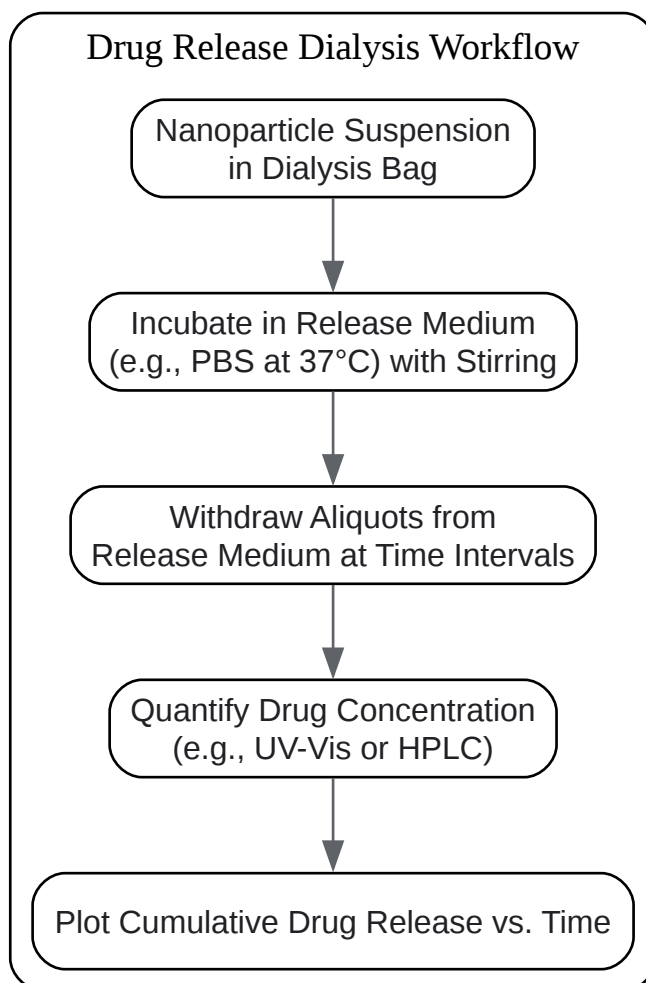 Drug Release Dialysis Workflow
Nanoparticle Suspension
in Dialysis Bag
Incubate in Release Medium
(e.g., PBS at 37°C) with Stirring
Withdraw Aliquots from
Release Medium at Time Intervals
Quantify Drug Concentration
(e.g., UV-Vis or HPLC)
Plot Cumulative Drug Release vs. Time